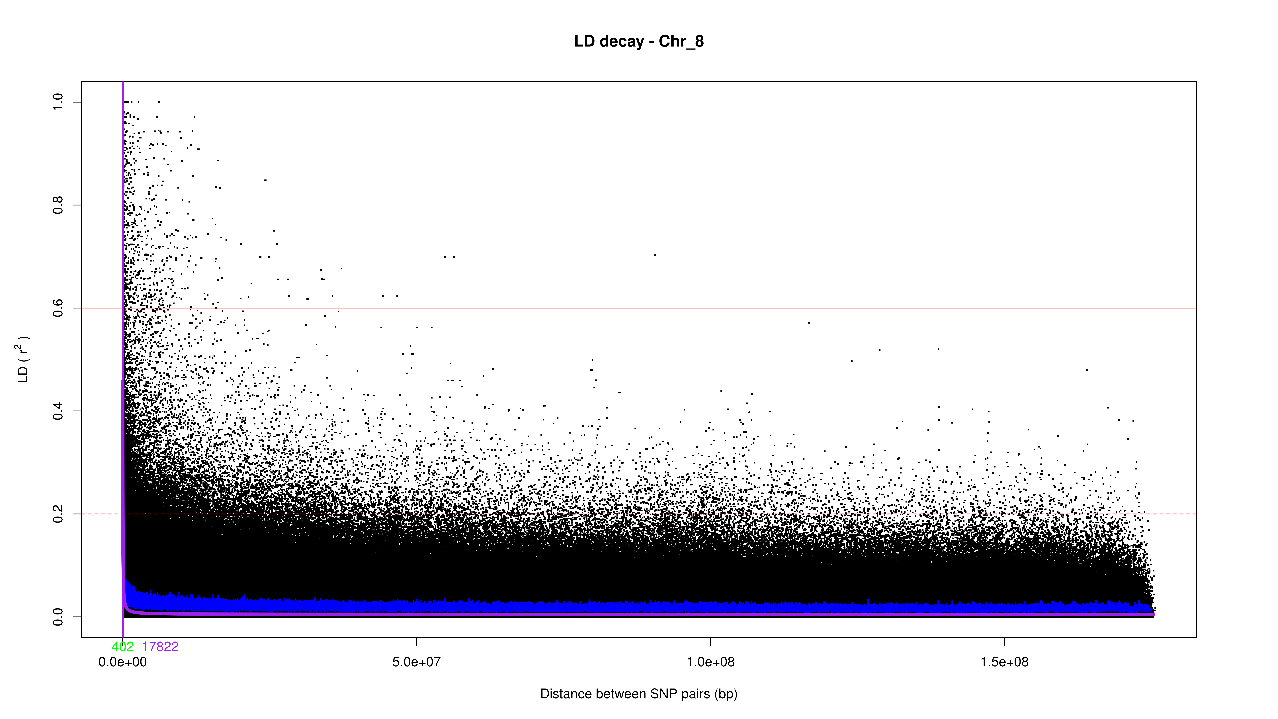 LD decay - Chr_8
LD ( r² )
1.0
0.8
0.6
0.4
0.2
0.0
402 17822
0.0e+00 5.0e+07 1.0e+08 1.5e+08
Distance between SNP pairs (bp)